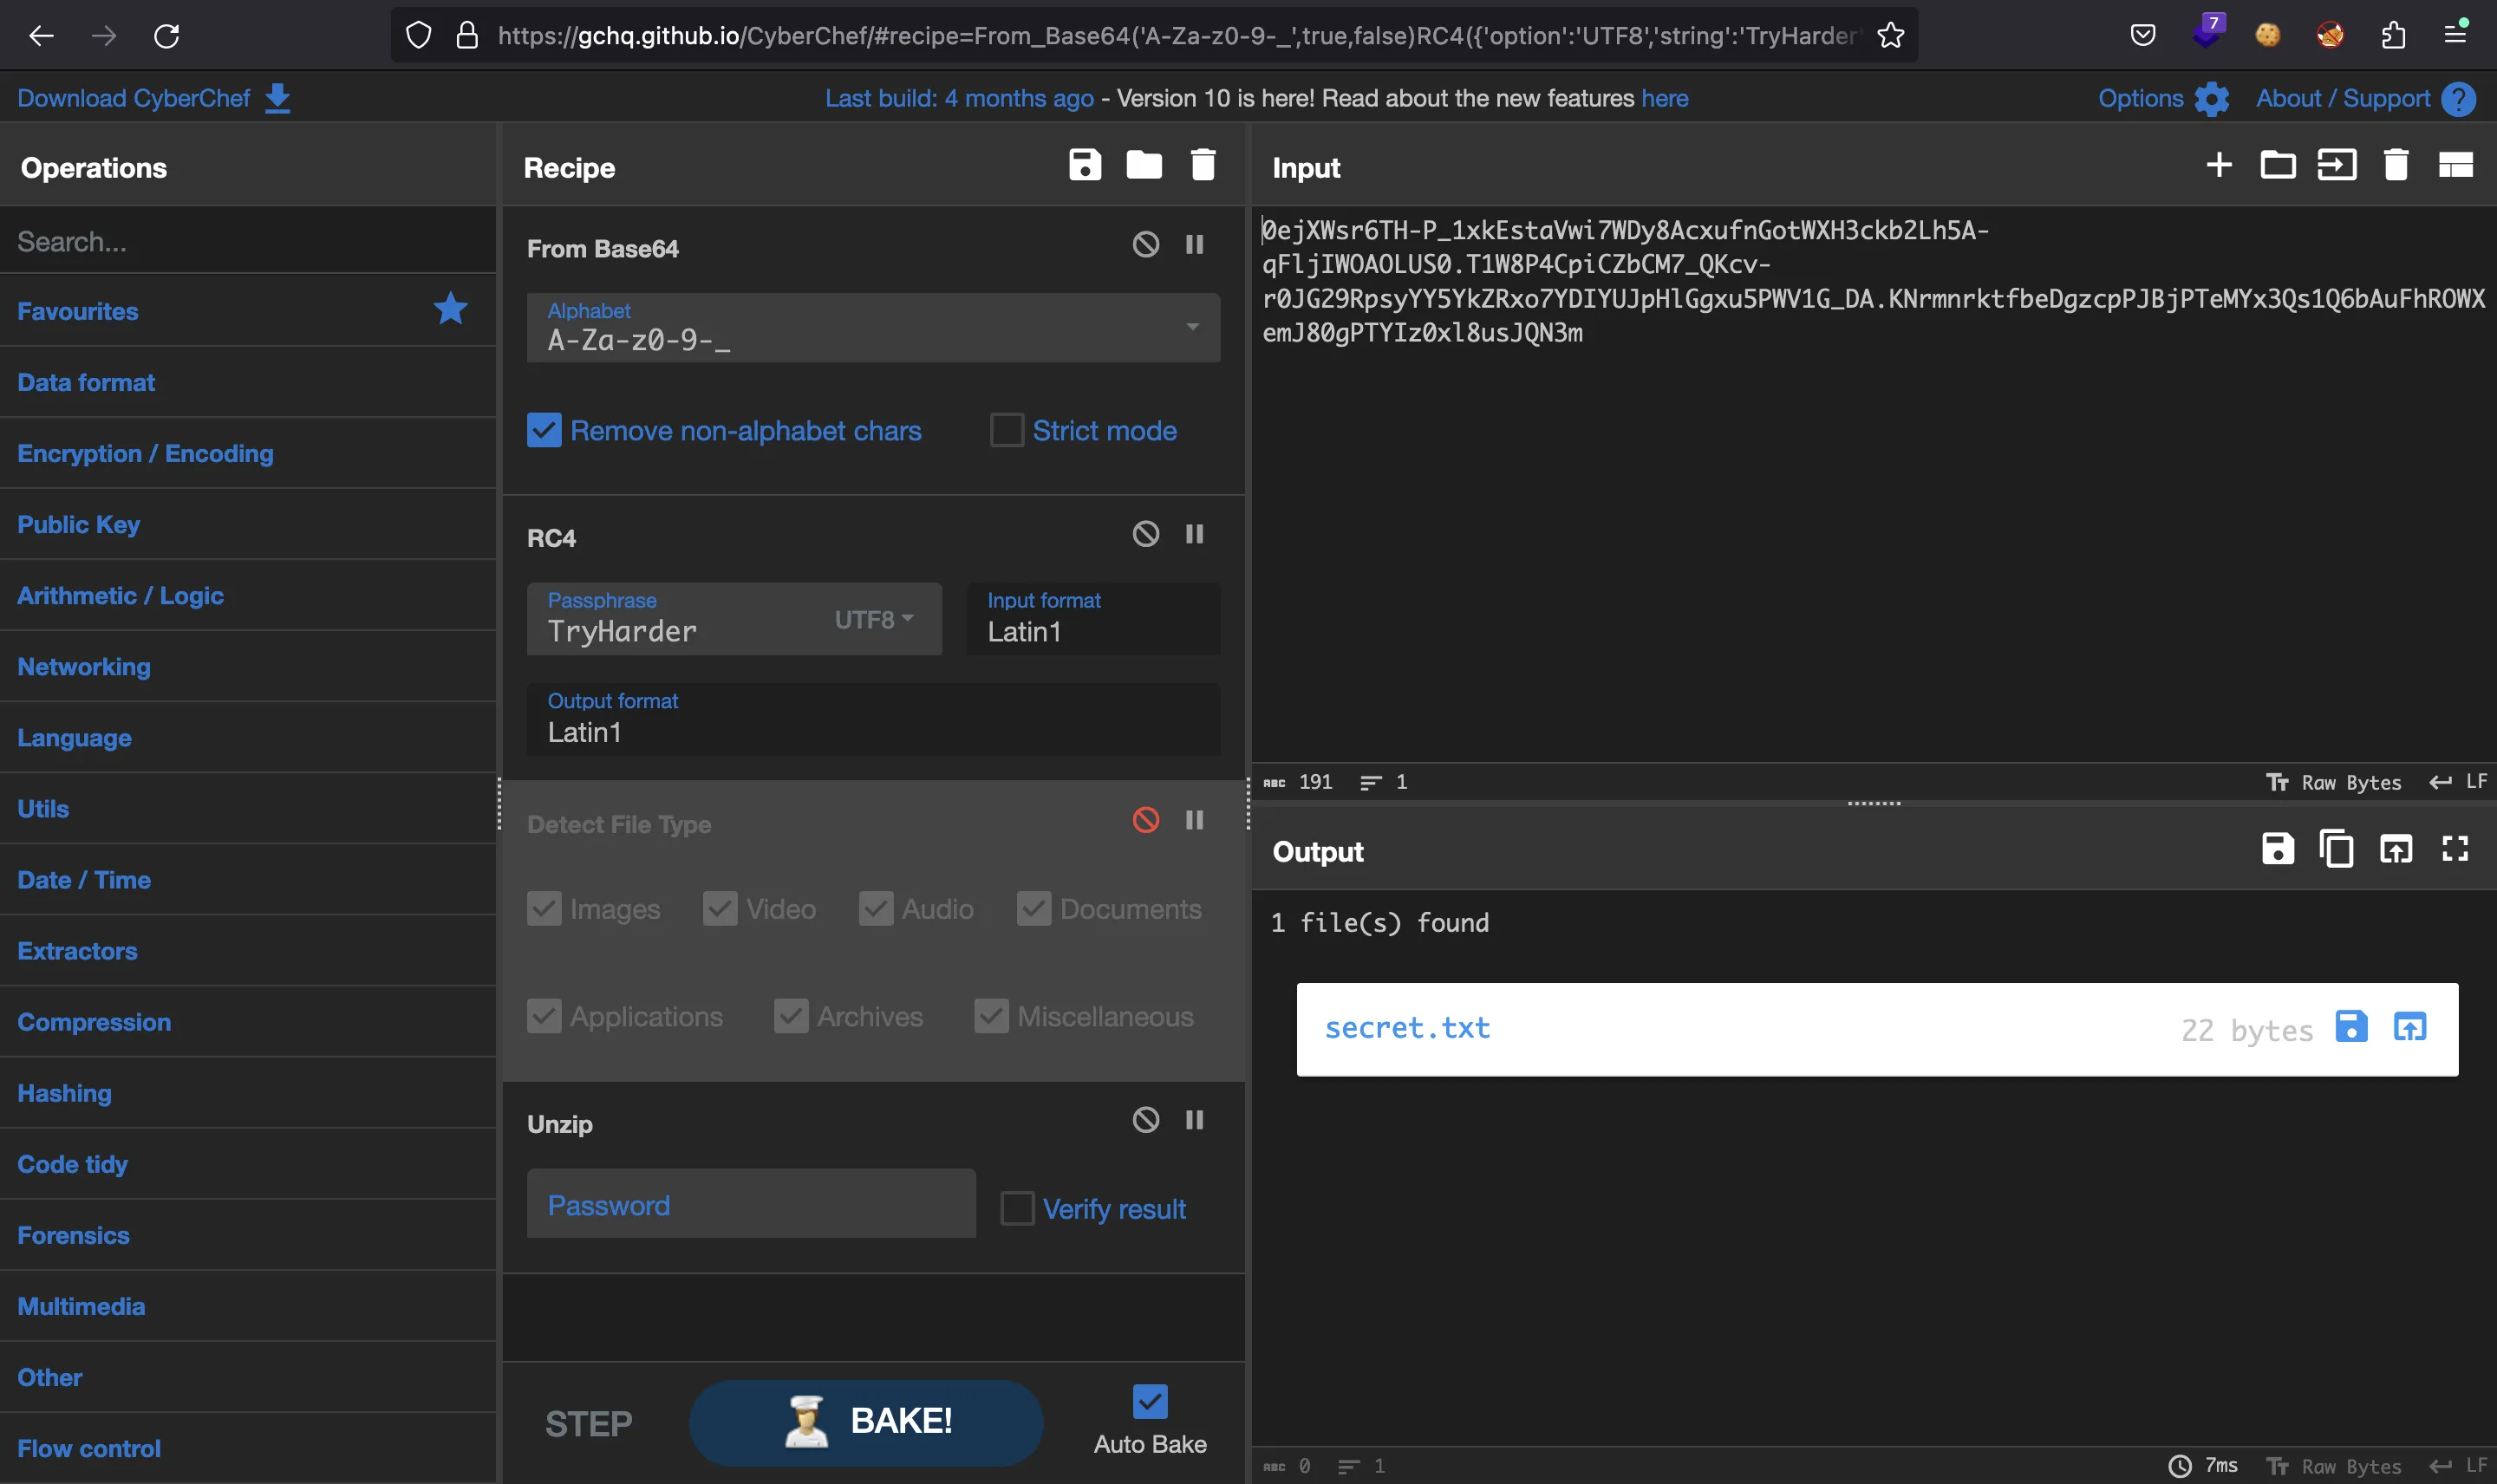 https://gchq.github.io/CyberChef/#recipe=From_Base64('A-Za-z0-9-_',true,false)RC4({'option':'UTF8','string':'TryHarder'
7
Download CyberChef
Last build: 4 months ago - Version 10 is here! Read about the new features here
Options
About / Support
Operations
Search...
Favourites
Data format
Encryption / Encoding
Public Key
Arithmetic / Logic
Networking
Language
Utils
Date / Time
Extractors
Compression
Hashing
Code tidy
Forensics
Multimedia
Other
Flow control
Recipe
From Base64
Alphabet
A-Za-z0-9-_
Remove non-alphabet chars
Strict mode
RC4
Passphrase
TryHarder
UTF8
Input format
Latin1
Output format
Latin1
Detect File Type
Images
Video
Audio
Documents
Applications
Archives
Miscellaneous
Unzip
Password
Verify result
STEP
BAKE!
Auto Bake
Input
0ejXWsr6TH-P_1xkEstaVwi7WDy8AcxufnGotWXH3ckb2Lh5A-
qFljIWOAOLUS0.T1W8P4CpiCZbCM7_QKcv-
r0JG29RpsyYY5YkZRxo7YDIYUJpHlGgxu5PWV1G_DA.KNrmnrktfbeDgzcpPJBjPTeMYx3Qs1Q6bAuFhROWX
emJ80gPTYIz0xl8usJQN3m
ABC 191
1
Raw Bytes
LF
Output
1 file(s) found
secret.txt
22 bytes
ABC 0
1
7ms
Raw Bytes
LF